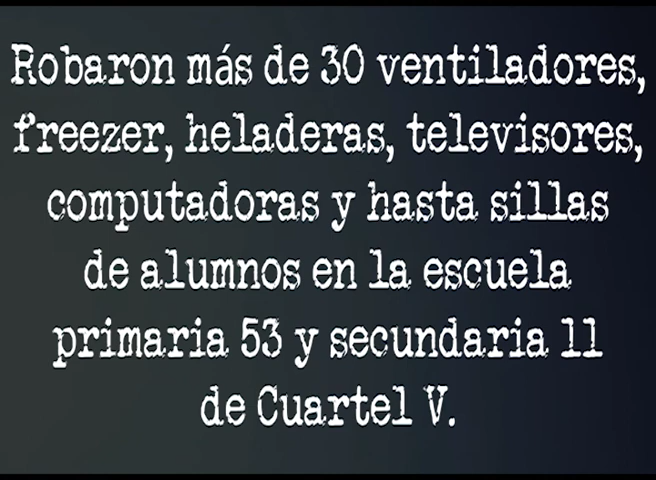 Robaron más de 30 ventiladores,
freezer, heladeras, televisores,
computadoras y hasta sillas
de alumnos en la escuela
primaria 53 y secundaria 11
de Cuartel V.